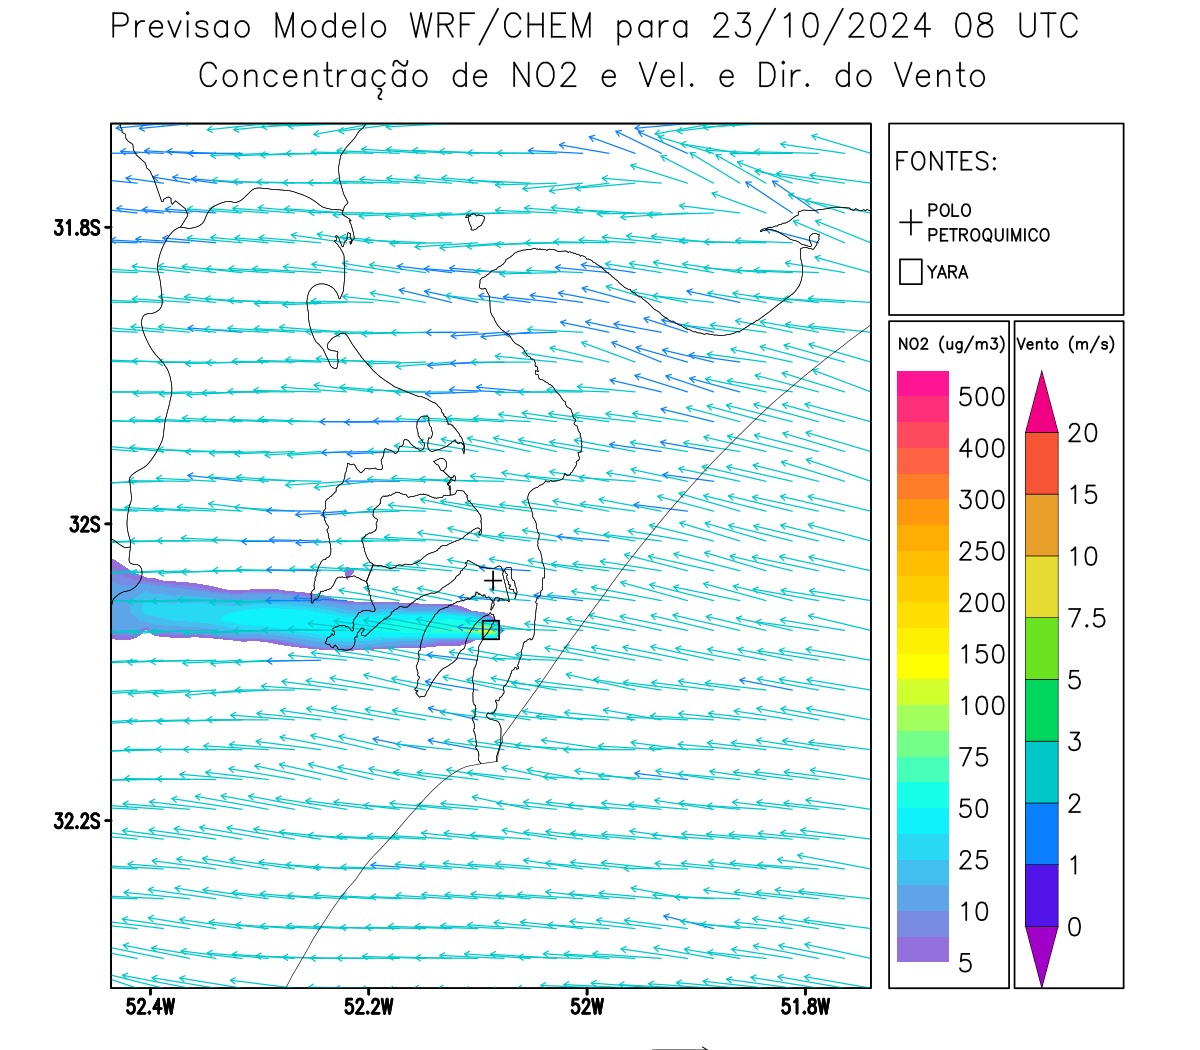 Previsao Modelo WRF/CHEM para 23/10/2024 08 UTC
Concentração de NO2 e Vel. e Dir. do Vento
FONTES:
POLO
PETROQUIMICO
YARA
NO2 (ug/m3)
500
400
300
250
200
150
100
75
50
25
10
5
Vento (m/s)
20
15
10
7.5
5
3
2
1
0
31.8S
32S
32.2S
52.4W
52.2W
52W
51.8W